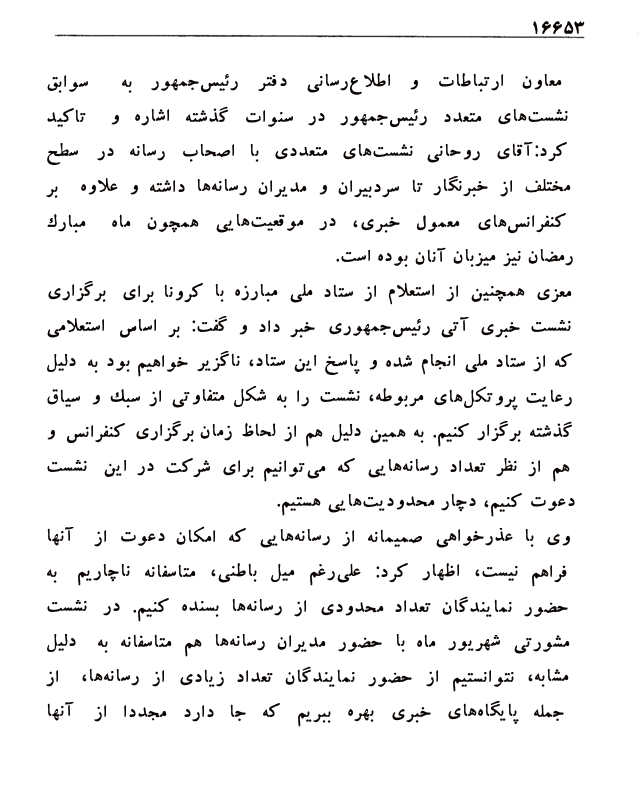 ۱۶۶۵۳
معاون ارتباطات و اطلاع‌رسانی دفتر رئیس‌جمهور به سوابق
نشست‌های متعدد رئیس‌جمهور در سنوات گذشته اشاره و تاکید
کرد:آقای روحانی نشست‌های متعددی با اصحاب رسانه در سطح
مختلف از خبرنگار تا سردبیران و مدیران رسانه‌ها داشته و علاوه بر
کنفرانس‌های معمول خبری، در موقعیت‌هایی همچون ماه مبارك
رمضان نیز میزبان آنان بوده است.
معزی همچنین از استعلام از ستاد ملی مبارزه با کرونا برای برگزاری
نشست خبری آتی رئیس‌جمهوری خبر داد و گفت: بر اساس استعلامی
که از ستاد ملی انجام شده و پاسخ این ستاد، ناگزیر خواهیم بود به دلیل
رعایت پروتکل‌های مربوطه، نشست را به شکل متفاوتی از سبك و سیاق
گذشته برگزار کنیم. به همین دلیل هم از لحاظ زمان برگزاری کنفرانس و
هم از نظر تعداد رسانه‌هایی که می‌توانیم برای شرکت در این نشست
دعوت کنیم، دچار محدودیت‌هایی هستیم.
وی با عذرخواهی صمیمانه از رسانه‌هایی که امکان دعوت از آنها
فراهم نیست، اظهار کرد: علی‌رغم میل باطنی، متاسفانه ناچاریم به
حضور نمایندگان تعداد محدودی از رسانه‌ها بسنده کنیم. در نشست
مشورتی شهریور ماه با حضور مدیران رسانه‌ها هم متاسفانه به دلیل
مشابه، نتوانستیم از حضور نمایندگان تعداد زیادی از رسانه‌ها، از
جمله پایگاه‌های خبری بهره ببریم که جا دارد مجددا از آنها